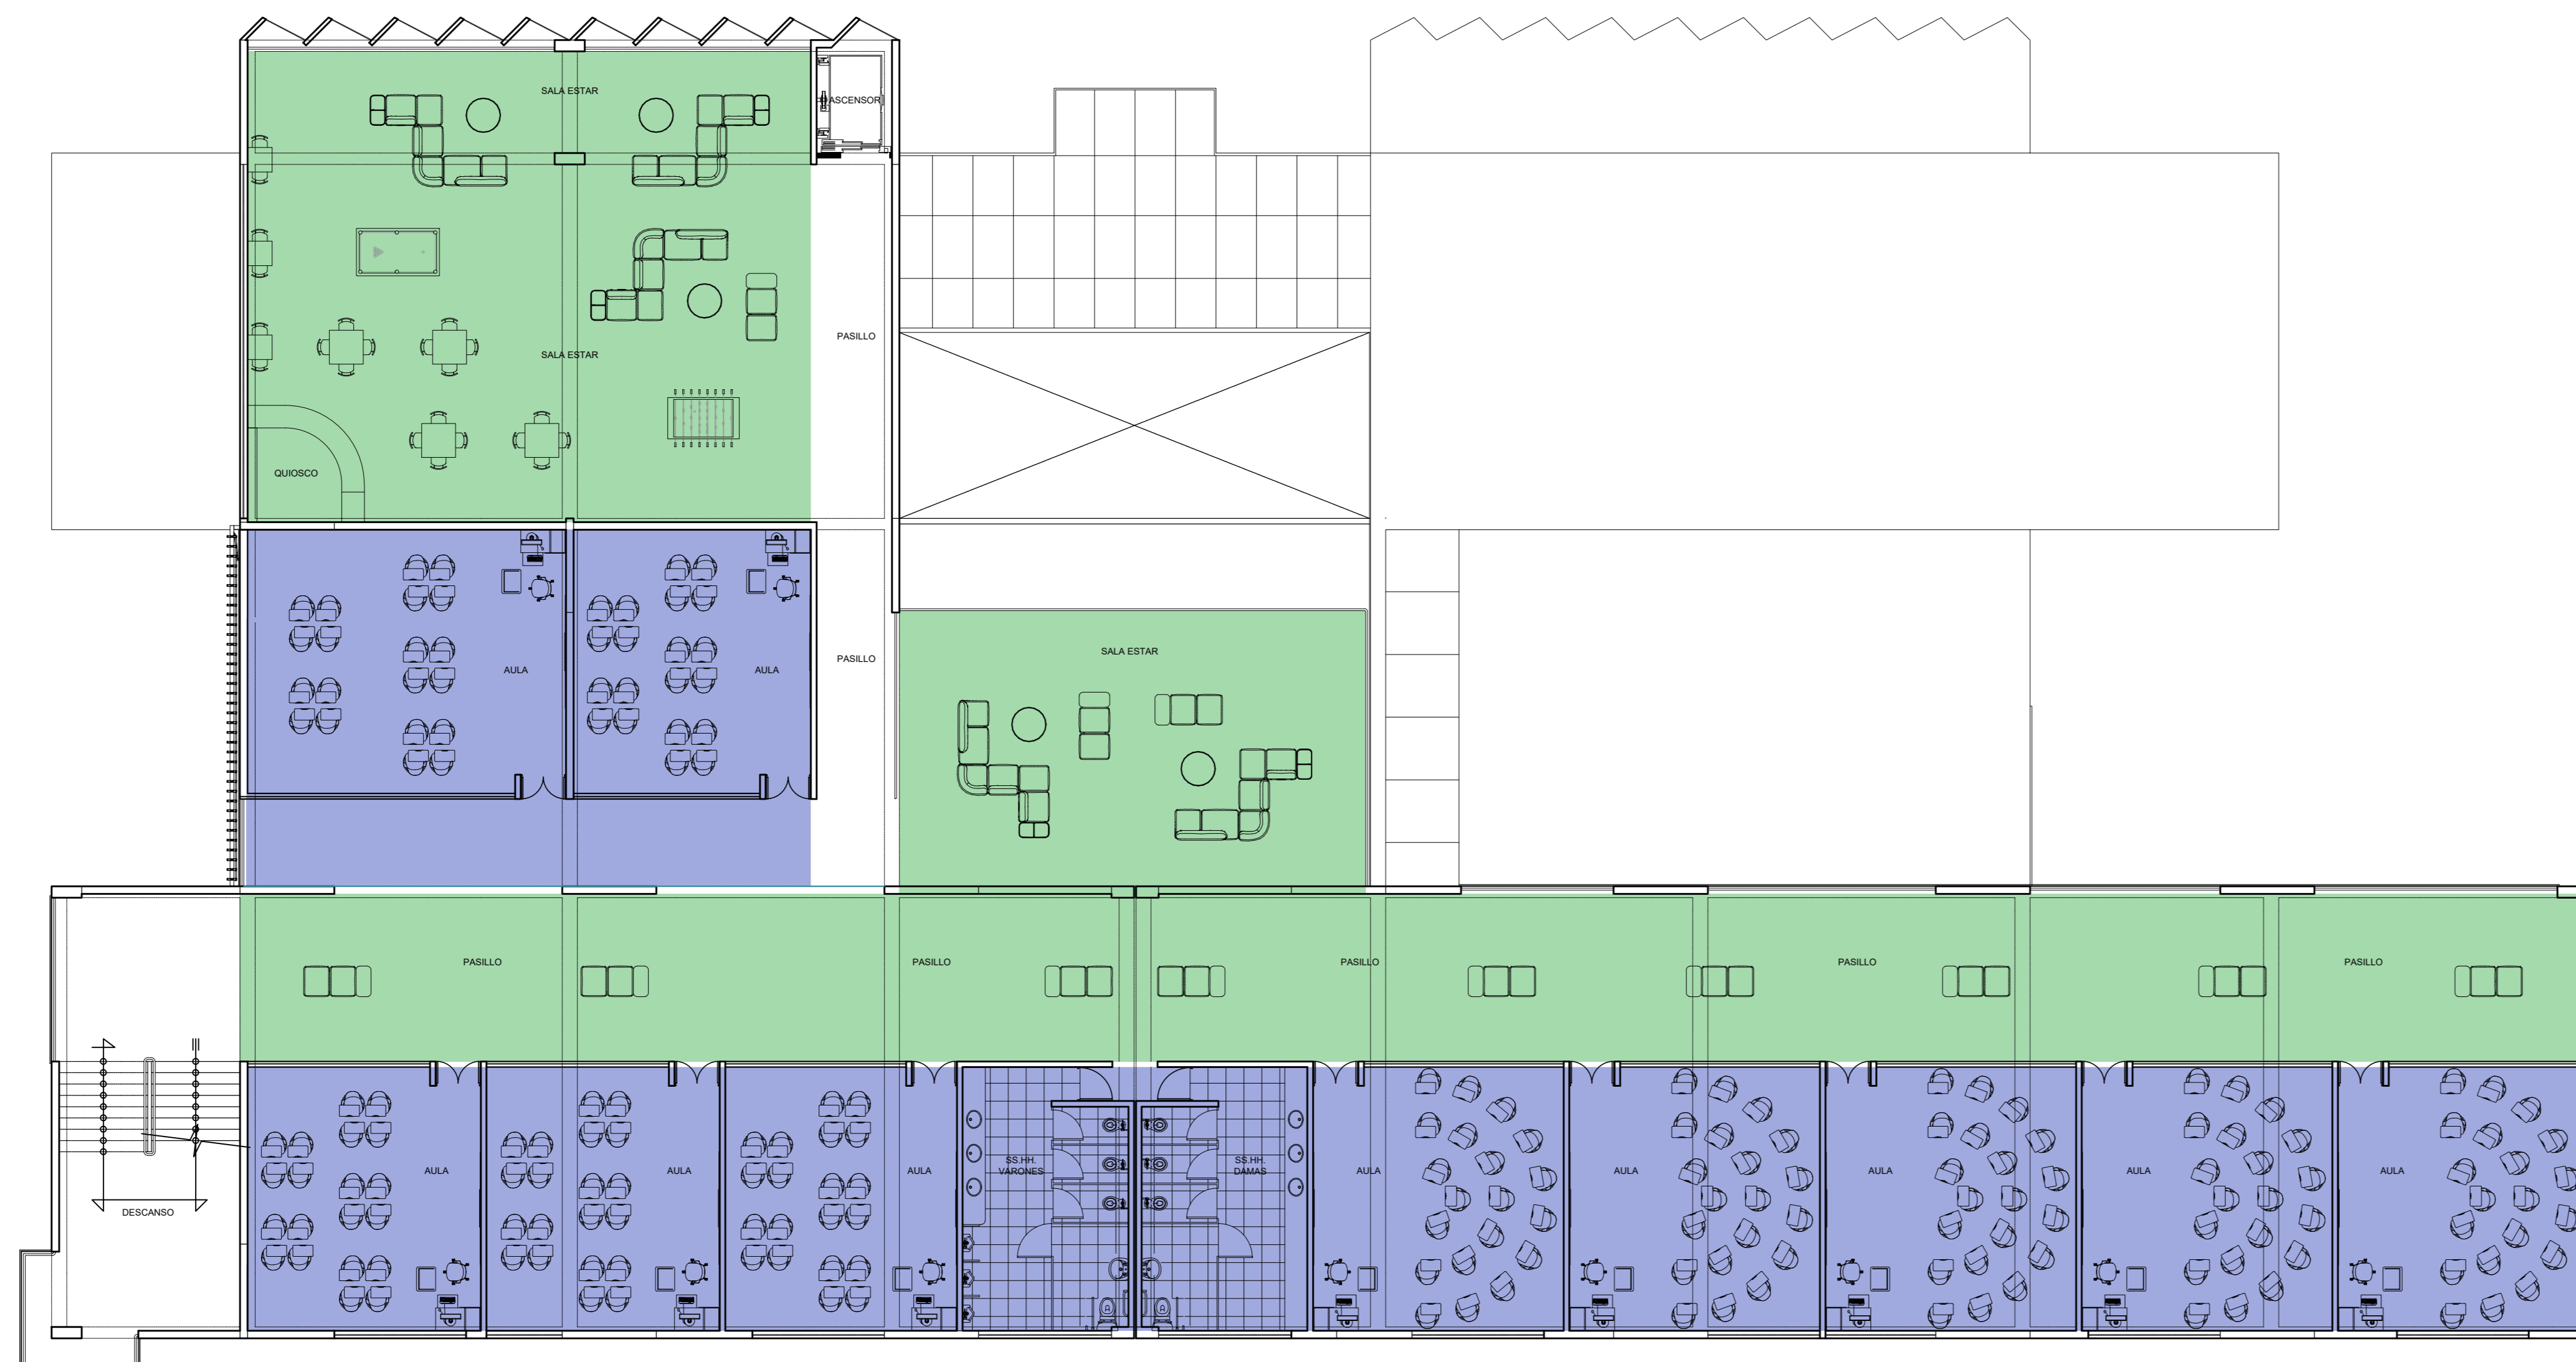 SALA ESTAR
ASCENSOR
PASILLO
SALA ESTAR
QUIOSCO
SALA ESTAR
PASILLO
AULA
AULA
PASILLO
PASILLO
PASILLO
PASILLO
PASILLO
SS.HH.
VARONES
SS.HH.
DAMAS
AULA
AULA
AULA
AULA
AULA
AULA
AULA
AULA
DESCANSO